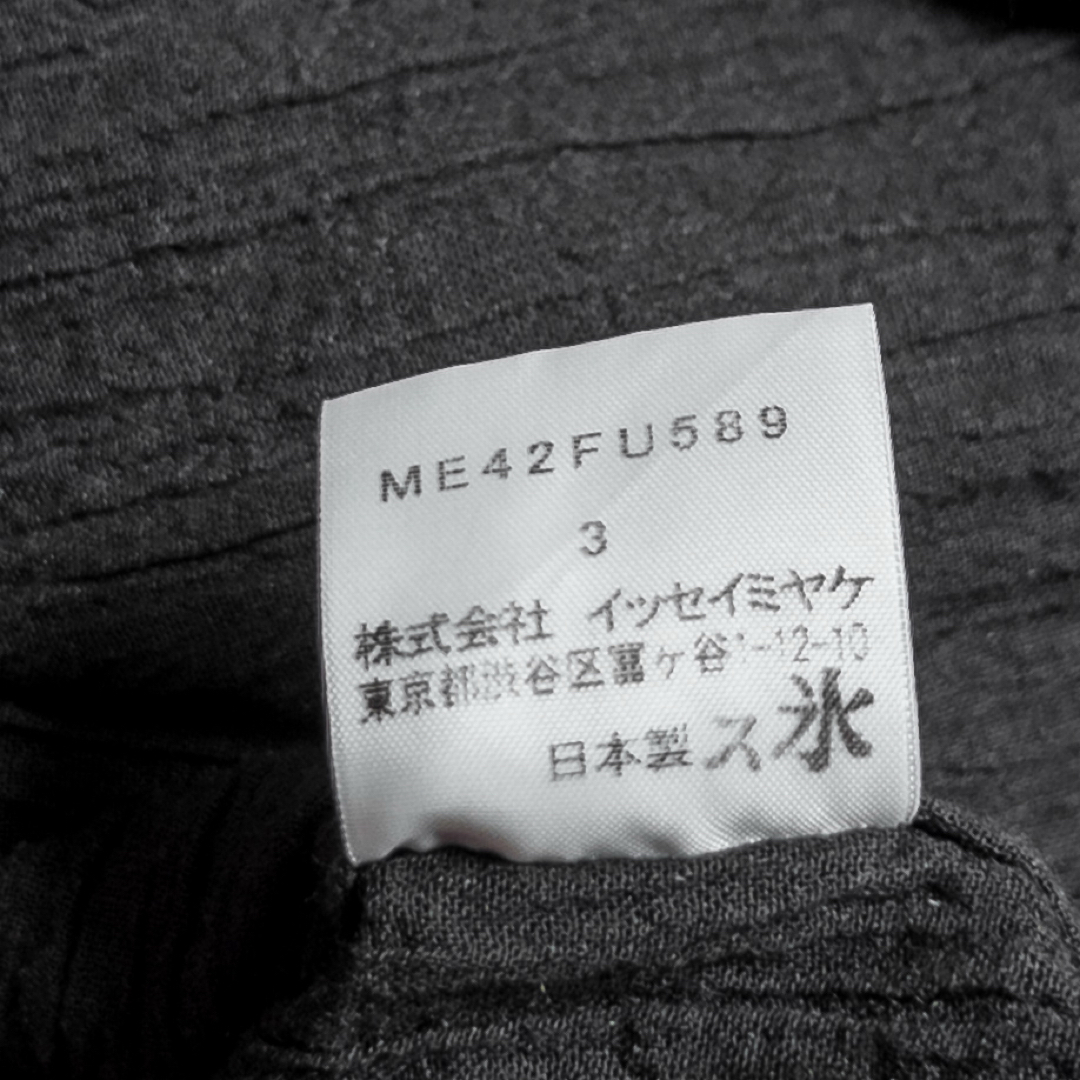 ME42FU589
3
株式会社 イッセイミヤケ
東京都渋谷区富ヶ谷1-12-10
日本製 ス氷